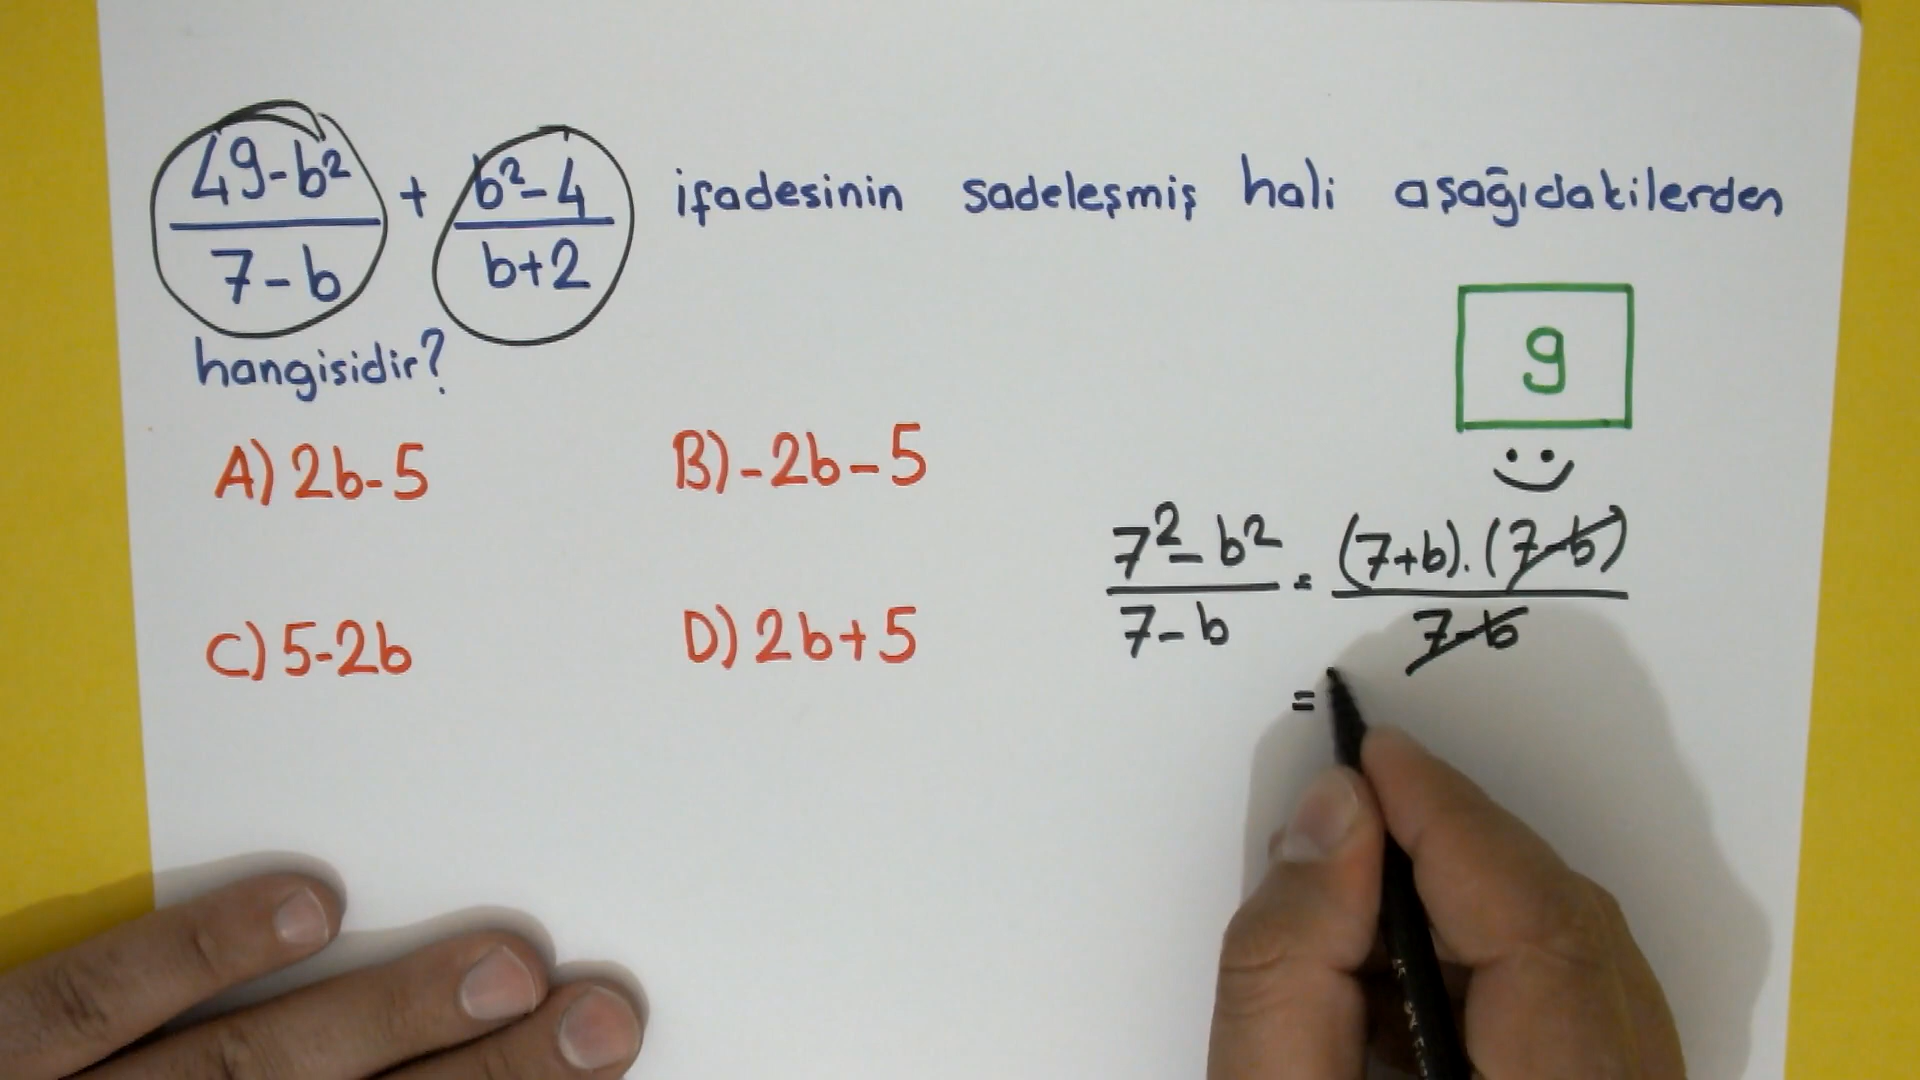 49-b² / 7-b + b²-4 / b+2 ifadesinin sadeleşmiş hali aşağıdakilerden
hangisidir?
9
A) 2b-5
B) -2b-5
C) 5-2b
D) 2b+5
7²-b² / 7-b = (7+b).(7-b) / 7-b
=